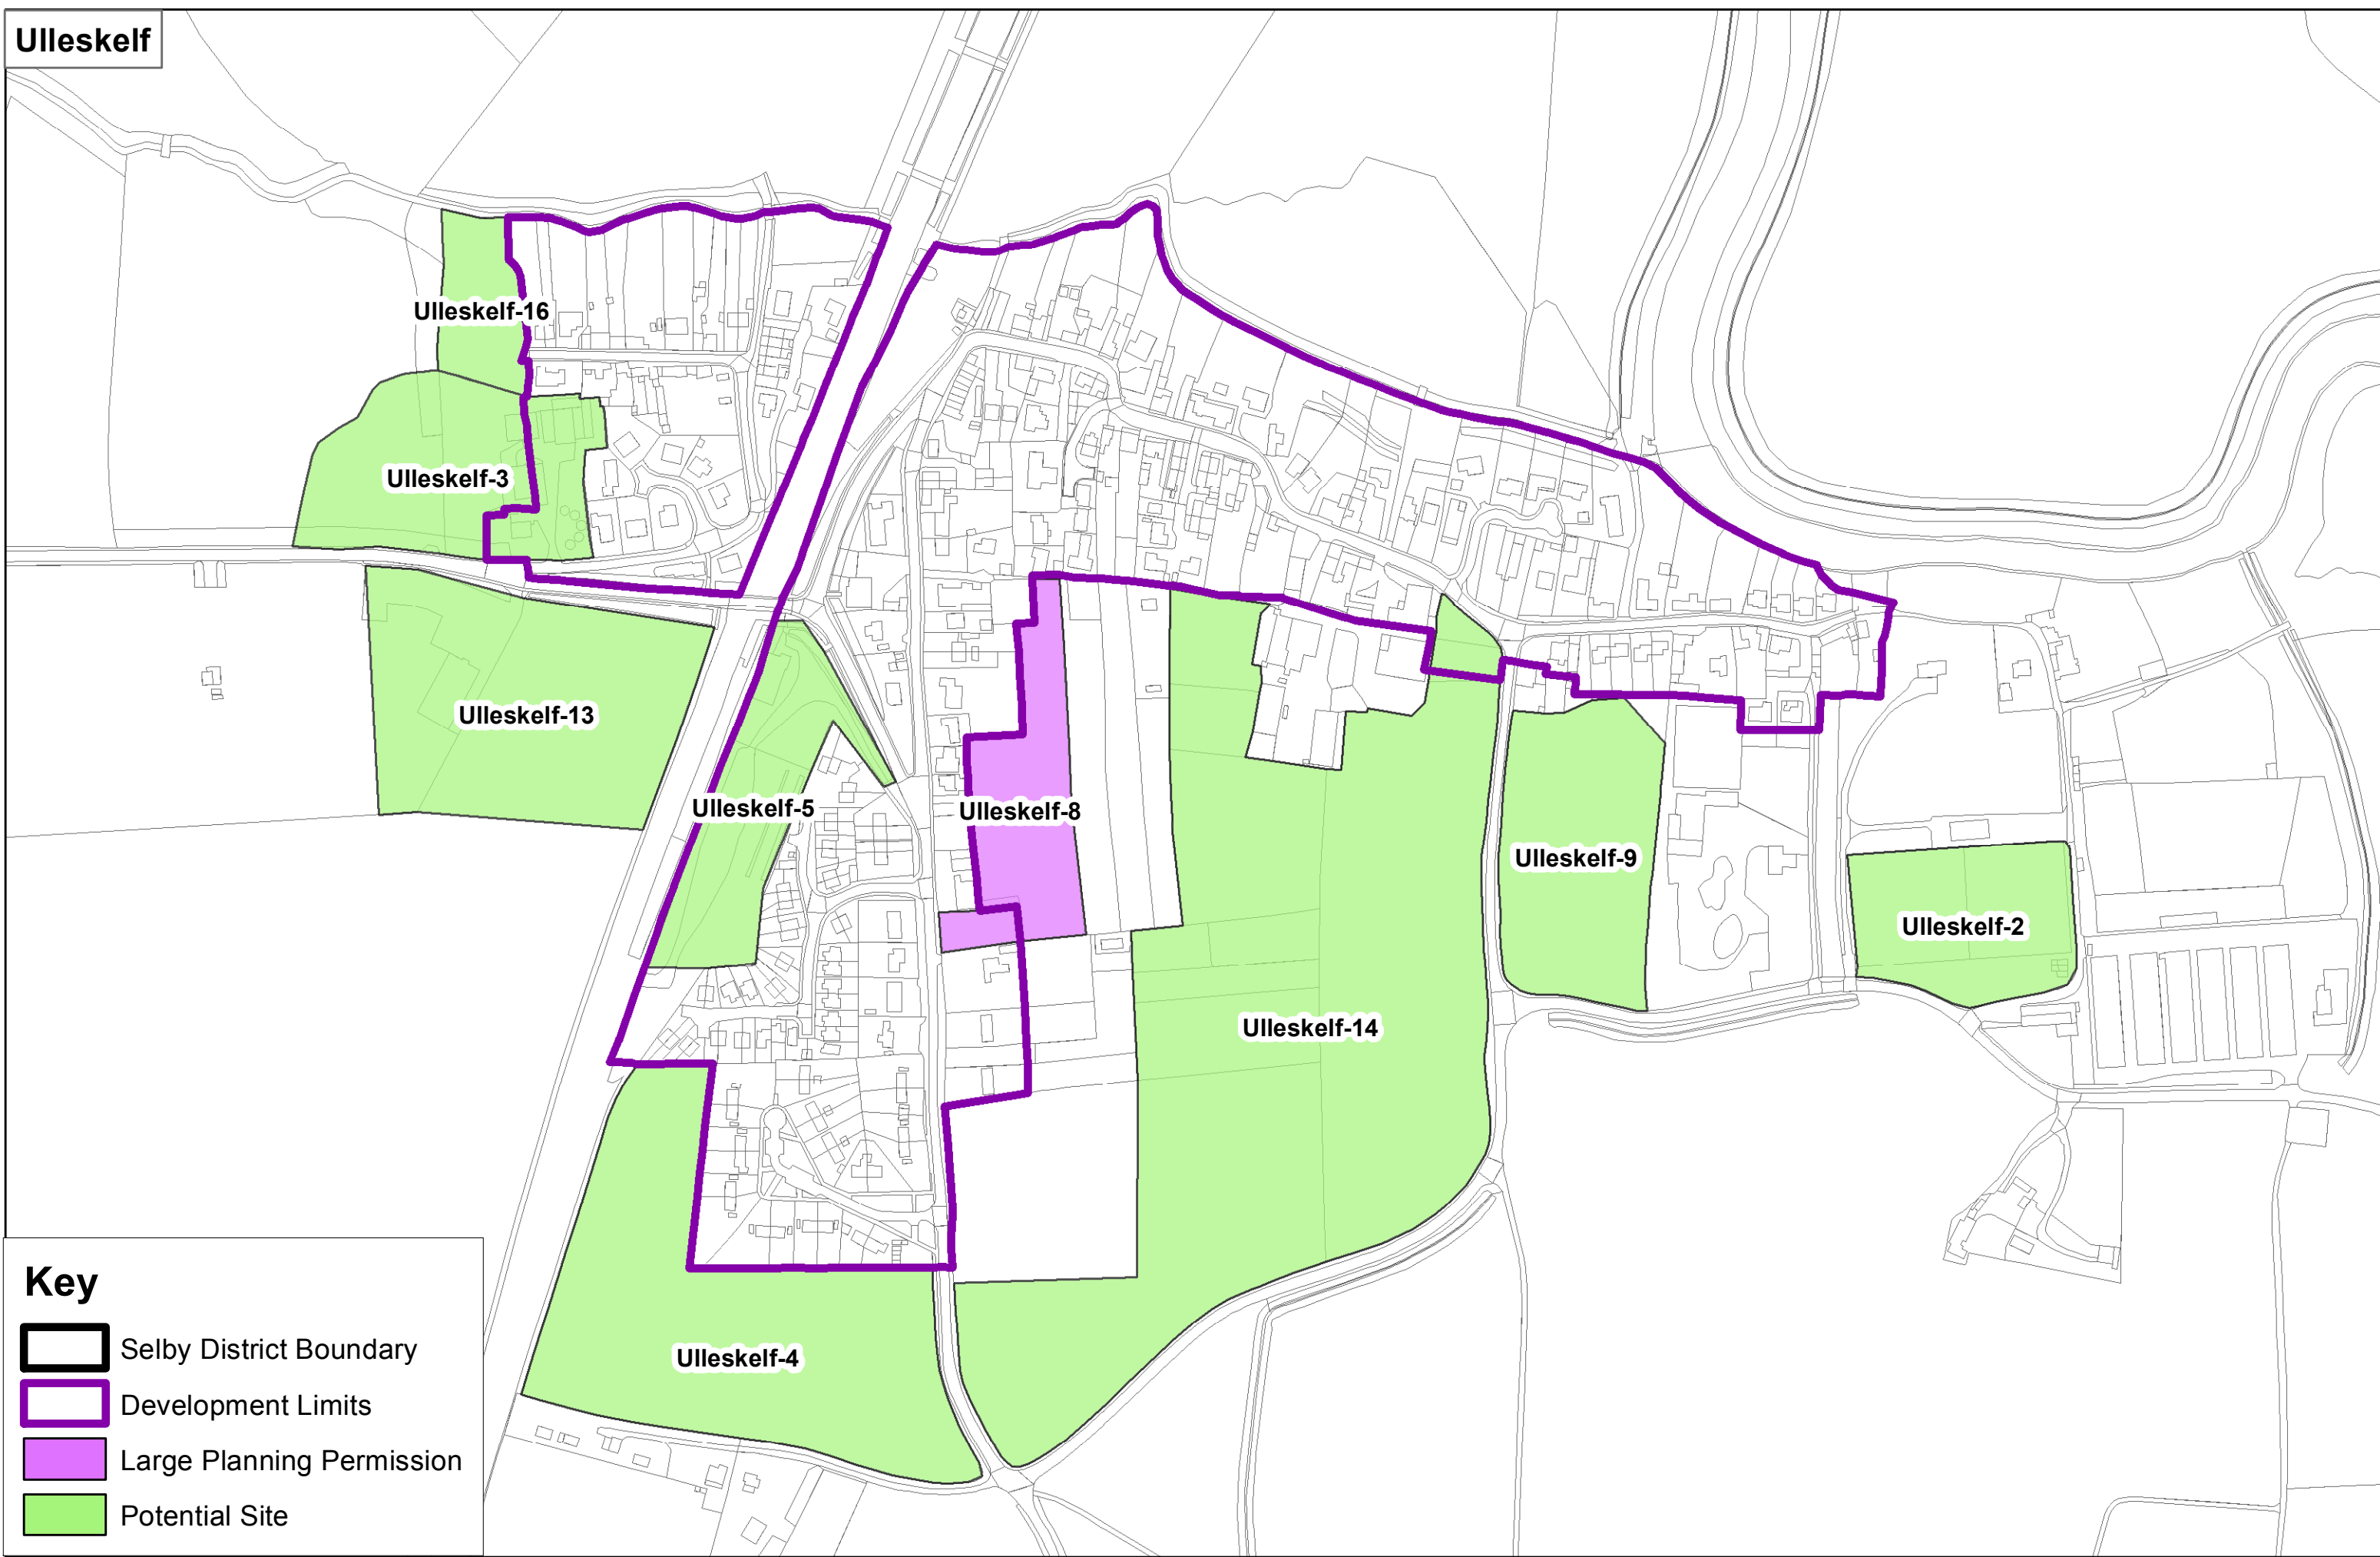 Ulleskelf
Ulleskelf-16
Ulleskelf-3
Ulleskelf-13
Ulleskelf-5
Ulleskelf-8
Ulleskelf-9
Ulleskelf-2
Ulleskelf-14
Ulleskelf-4
Key
Selby District Boundary
Development Limits
Large Planning Permission
Potential Site